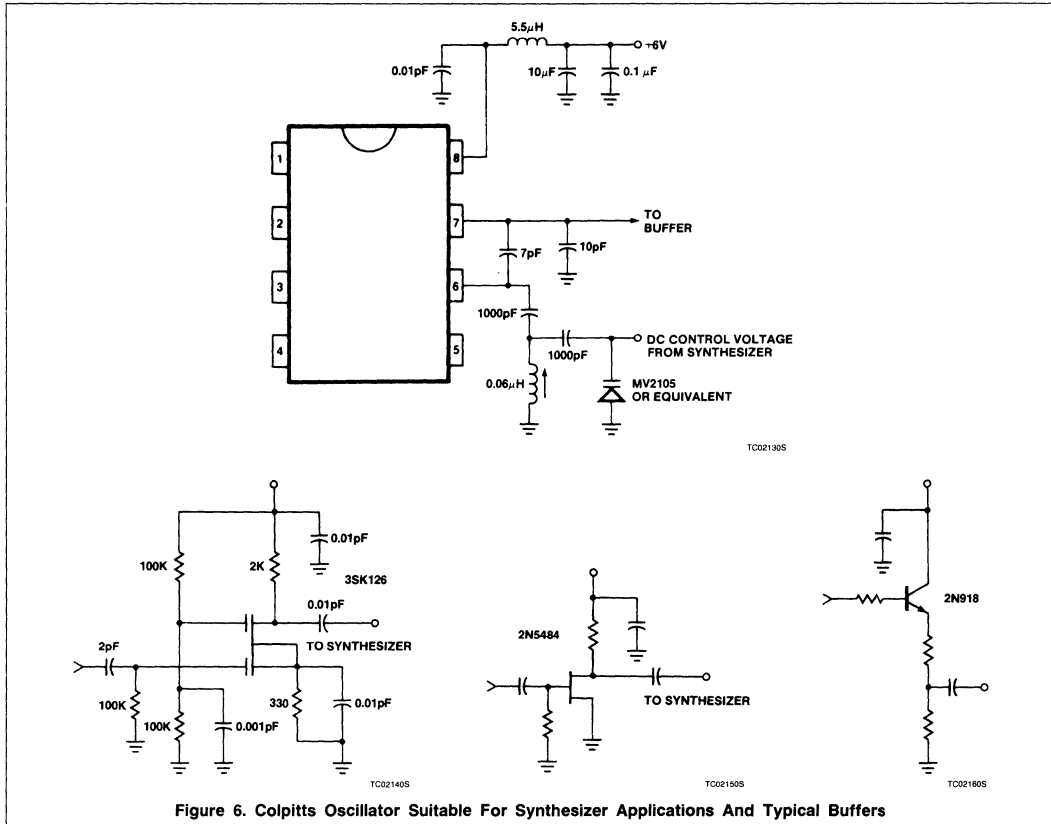 5.5μH
+6V
0.01pF
10μF
0.1 μF
1
8
2
7
TO
BUFFER
7pF
10pF
3
6
1000pF
4
5
1000pF
DC CONTROL VOLTAGE
FROM SYNTHESIZER
0.06μH
MV2105
OR EQUIVALENT
TC02130S
0.01pF
100K
2K
3SK126
0.01pF
TO SYNTHESIZER
2pF
100K
100K
0.001pF
330
0.01pF
TC02140S
2N5484
TO SYNTHESIZER
TC02150S
2N918
TC02160S
Figure 6. Colpitts Oscillator Suitable For Synthesizer Applications And Typical Buffers